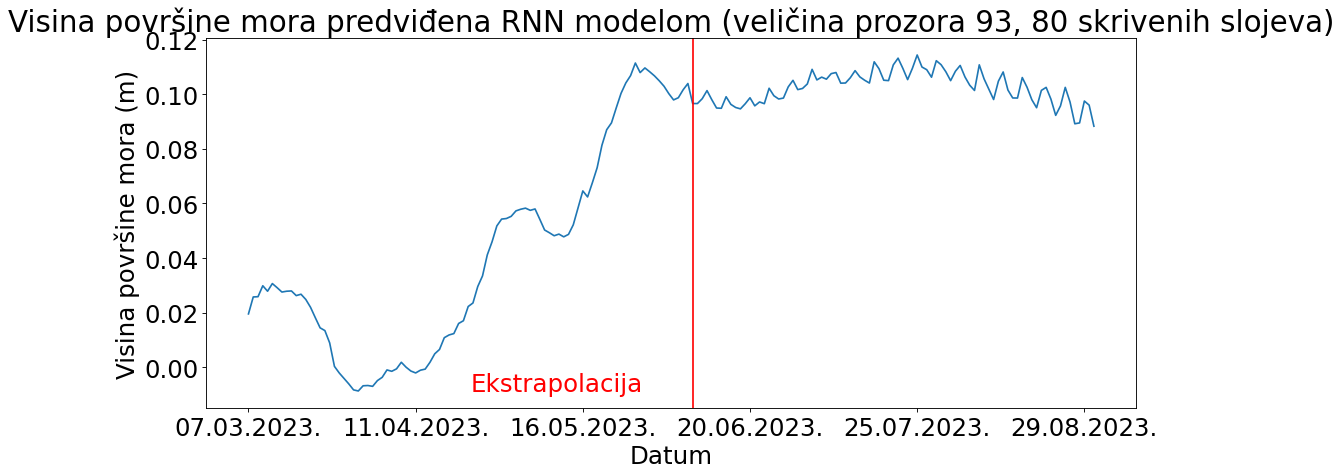 Visina površine mora predviđena RNN modelom (veličina prozora 93, 80 skrivenih slojeva)
Visina površine mora (m)
0.12
0.10
0.08
0.06
0.04
0.02
0.00
Ekstrapolacija
07.03.2023. 11.04.2023. 16.05.2023. 20.06.2023. 25.07.2023. 29.08.2023.
Datum